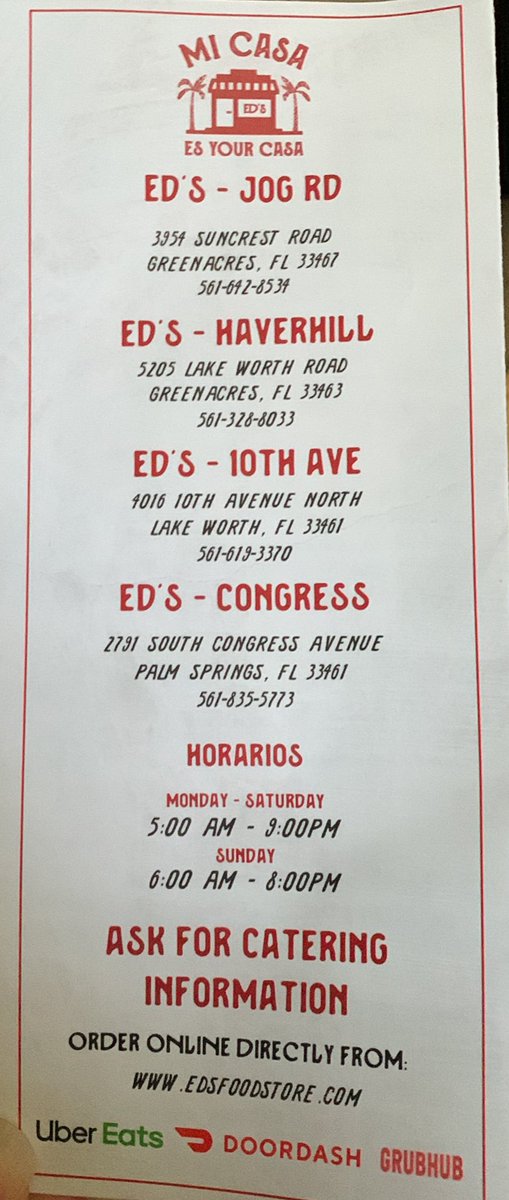 MI CASA
ED'S
ES YOUR CASA
ED'S - JOG RD
3954 SUNCREST ROAD
GREENACRES, FL 33467
561-642-8534
ED'S - HAVERHILL
5205 LAKE WORTH ROAD
GREENACRES, FL 33463
561-328-8033
ED'S - 10TH AVE
4016 10TH AVENUE NORTH
LAKE WORTH, FL 33461
561-619-3370
ED'S - CONGRESS
2791 SOUTH CONGRESS AVENUE
PALM SPRINGS, FL 33461
561-835-5773
HORARIOS
MONDAY - SATURDAY
5:00 AM - 9:00PM
SUNDAY
6:00 AM - 8:00PM
ASK FOR CATERING
INFORMATION
ORDER ONLINE DIRECTLY FROM:
WWW.EDSFOODSTORE.COM
Uber Eats DOORDASH GRUBHUB